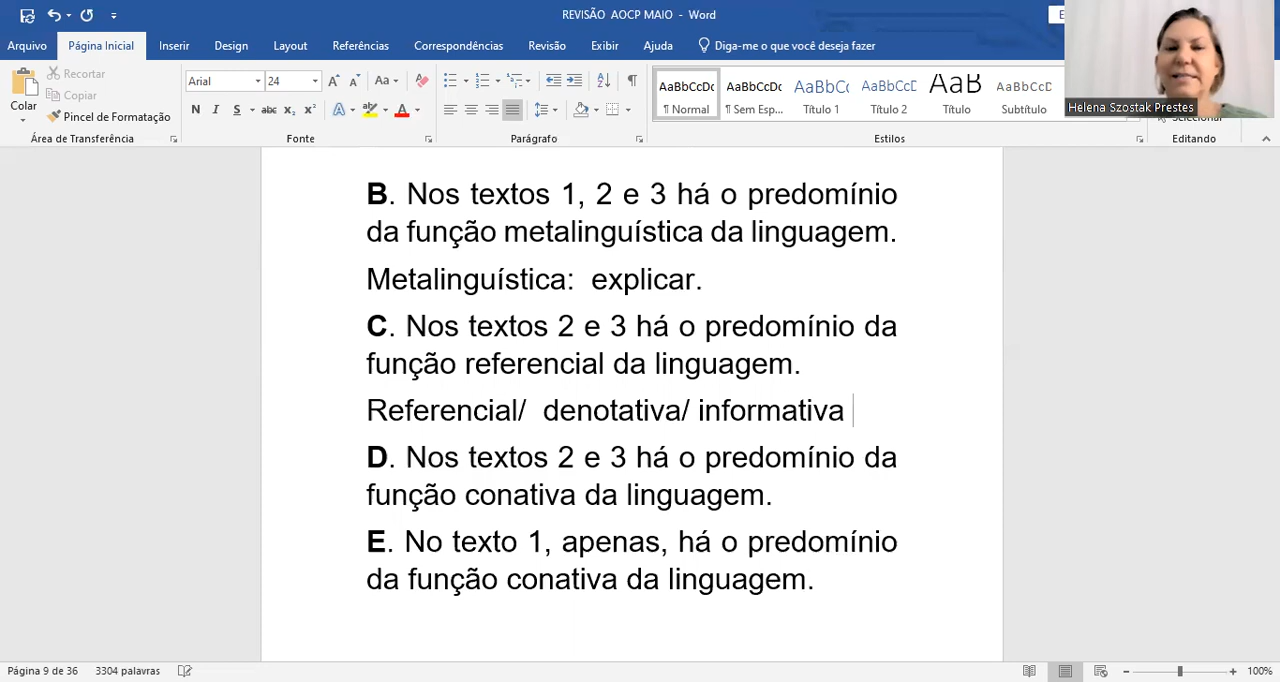 REVISÃO AOCP MAIO - Word
Arquivo Página Inicial Inserir Design Layout Referências Correspondências Revisão Exibir Ajuda Diga-me o que você deseja fazer
Colar
Recortar
Copiar
Pincel de Formatação
Área de Transferência
Arial 24
Fonte
Parágrafo
AaBbCcDc AaBbCcDc AaBbCc AaBbCcD AaB AaBbCcD
¶ Normal ¶ Sem Esp... Título 1 Título 2 Título Subtítulo
Estilos
Selecionar
Editando
Helena Szostak Prestes
B. Nos textos 1, 2 e 3 há o predomínio
da função metalinguística da linguagem.
Metalinguística: explicar.
C. Nos textos 2 e 3 há o predomínio da
função referencial da linguagem.
Referencial/ denotativa/ informativa
D. Nos textos 2 e 3 há o predomínio da
função conativa da linguagem.
E. No texto 1, apenas, há o predomínio
da função conativa da linguagem.
Página 9 de 36 3304 palavras 100%